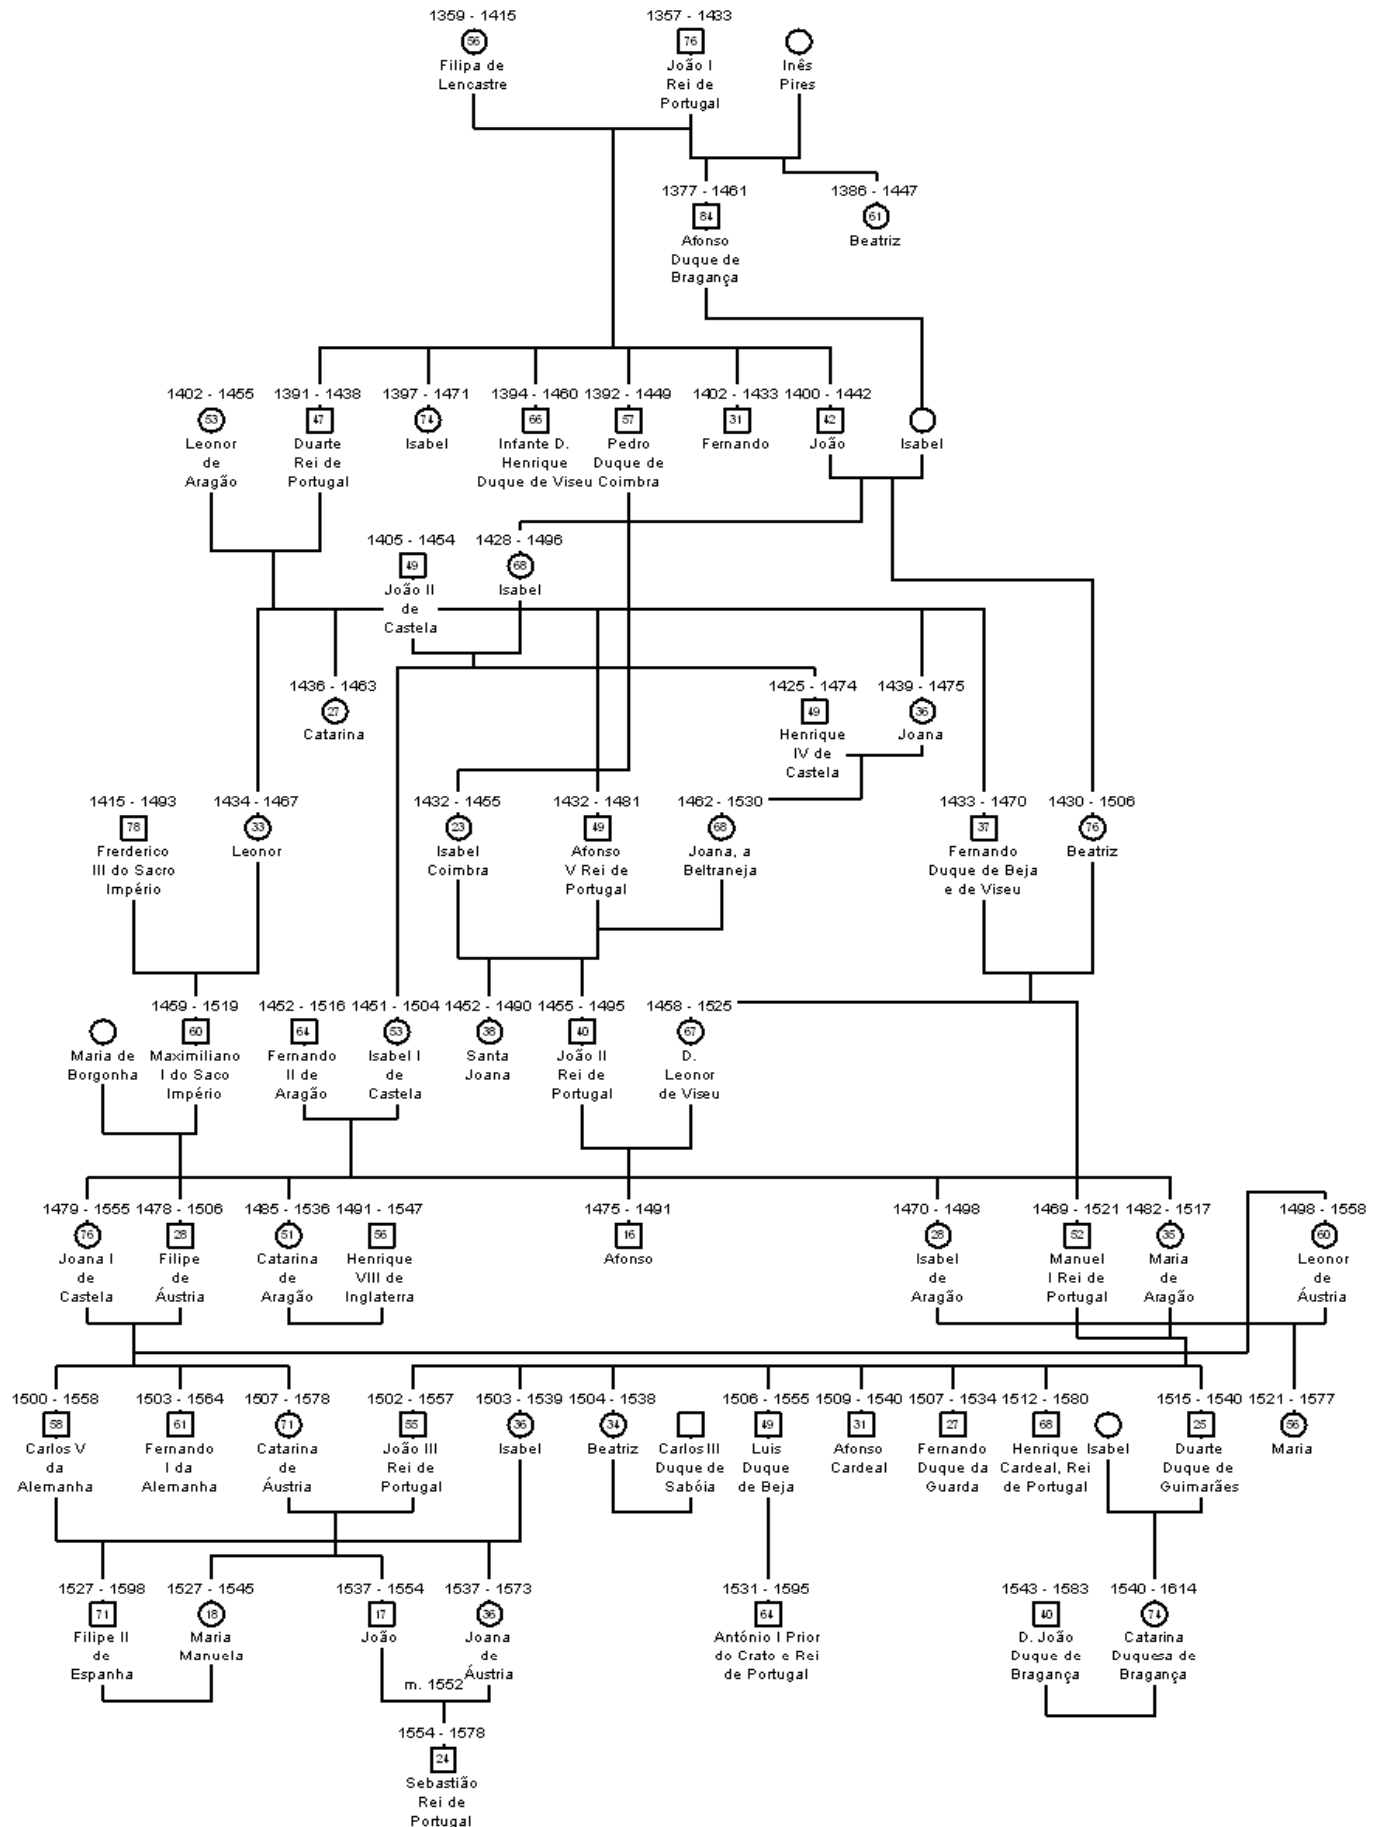 1359 - 1415 1357 - 1433
56 76
Filipa de João I Inês
Lencastre Rei de Pires
Portugal
1377 - 1461 1386 - 1447
84 61
Afonso Beatriz
Duque de
Bragança
1402 - 1455 1391 - 1438 1397 - 1471 1394 - 1460 1392 - 1449 1402 - 1433 1400 - 1442
53 47 74 66 57 31 42
Leonor Duarte Isabel Infante D. Pedro Fernando João Isabel
de Rei de Henrique Duque de
Aragão Portugal Duque de Viseu Coimbra
1405 - 1454 1428 - 1496
49 68
João II Isabel
de
Castela
1436 - 1463 1425 - 1474 1439 - 1475
27 49 36
Catarina Henrique Joana
IV de
Castela
1415 - 1493 1434 - 1467 1432 - 1455 1432 - 1481 1462 - 1530 1433 - 1470 1430 - 1506
78 33 23 49 68 37 76
Frerderico Leonor Isabel Afonso Joana, a Fernando Beatriz
III do Sacro Coimbra V Rei de Beltraneja Duque de Beja
Império Portugal e de Viseu
1459 - 1519 1452 - 1516 1451 - 1504 1452 - 1490 1455 - 1495 1458 - 1525
60 64 53 38 40 67
Maria de Maximiliano Fernando Isabel I Santa João II D.
Borgonha I do Saco II de de Joana Rei de Leonor
Império Aragão Castela Portugal de Viseu
1479 - 1555 1478 - 1506 1485 - 1536 1491 - 1547 1475 - 1491 1470 - 1498 1469 - 1521 1482 - 1517 1498 - 1558
76 28 51 56 16 28 52 35 60
Joana I Filipe Catarina Henrique Afonso Isabel Manuel Maria Leonor
de de de VIII de de I Rei de de de
Castela Áustria Aragão Inglaterra Aragão Portugal Aragão Áustria
1500 - 1558 1503 - 1564 1507 - 1578 1502 - 1557 1503 - 1539 1504 - 1538 1506 - 1555 1509 - 1540 1507 - 1534 1512 - 1580 1515 - 1540 1521 - 1577
58 61 71 55 36 34 49 31 27 68 25 56
Carlos V Fernando Catarina João III Isabel Beatriz Carlos III Luis Afonso Fernando Henrique Isabel Duarte Maria
da I da de Rei de Duque de Duque Cardeal Duque da Cardeal, Rei Duque de
Alemanha Alemanha Áustria Portugal Sabóia de Beja Guarda de Portugal Guimarães
1527 - 1598 1527 - 1545 1537 - 1554 1537 - 1573 1531 - 1595 1543 - 1583 1540 - 1614
71 18 17 36 64 40 74
Filipe II Maria João Joana António I Prior D. João Catarina
de Manuela de do Crato e Rei Duque de Duquesa de
Espanha Áustria de Portugal Bragança Bragança
m. 1552
1554 - 1578
24
Sebastião
Rei de
Portugal